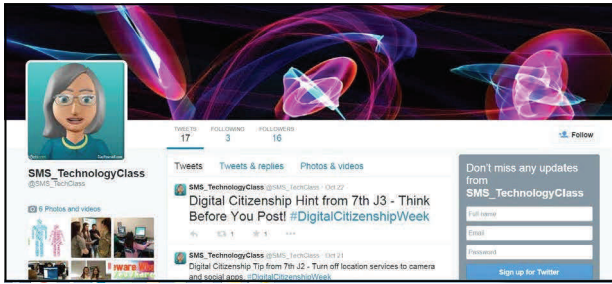 TWEETS FOLLOWING FOLLOWERS
17 3 16
Follow
SMS_TechnologyClass
@SMS_TechClass
6 Photos and videos
Tweets Tweets & replies Photos & videos
SMS_TechnologyClass @SMS_TechClass · Oct 22
Digital Citizenship Hint from 7th J3 - Think
Before You Post! #DigitalCitizenshipWeek
1 1
SMS_TechnologyClass @SMS_TechClass · Oct 21
Digital Citizenship Tip from 7th J2 - Turn off location services to camera
and social apps. #DigitalCitizenshipWeek
Don't miss any updates
from
SMS_TechnologyClass
Full name
Email
Password
Sign up for Twitter